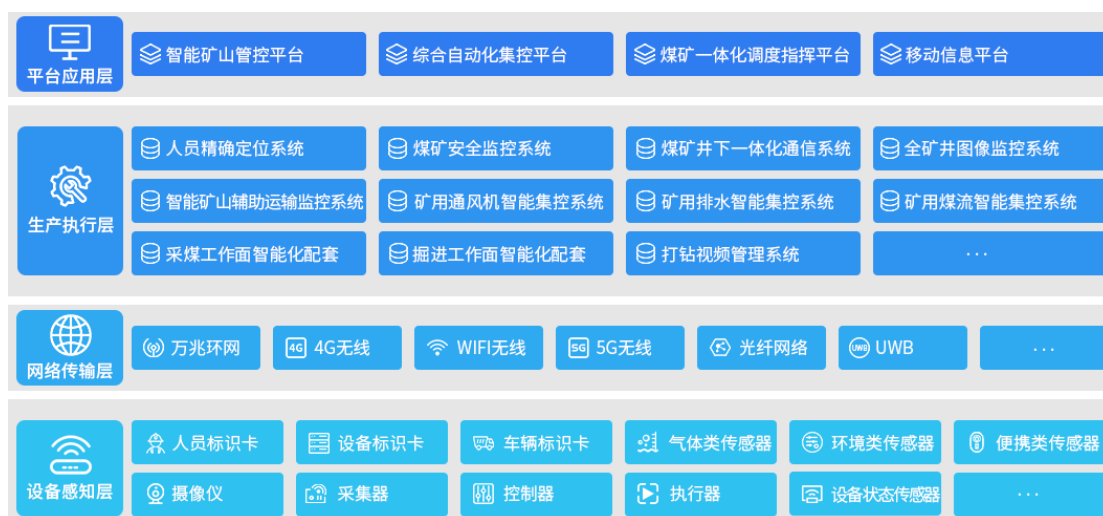 平台应用层
智能矿山管控平台
综合自动化集控平台
煤矿一体化调度指挥平台
移动信息平台
生产执行层
人员精确定位系统
煤矿安全监控系统
煤矿井下一体化通信系统
全矿井图像监控系统
智能矿山辅助运输监控系统
矿用通风机智能集控系统
矿用排水智能集控系统
矿用煤流智能集控系统
采煤工作面智能化配套
掘进工作面智能化配套
打钻视频管理系统
···
网络传输层
万兆环网
4G
4G无线
WIFI无线
5G
5G无线
光纤网络
UWB
UWB
···
设备感知层
人员标识卡
设备标识卡
车辆标识卡
气体类传感器
环境类传感器
便携类传感器
摄像仪
采集器
控制器
执行器
设备状态传感器
···